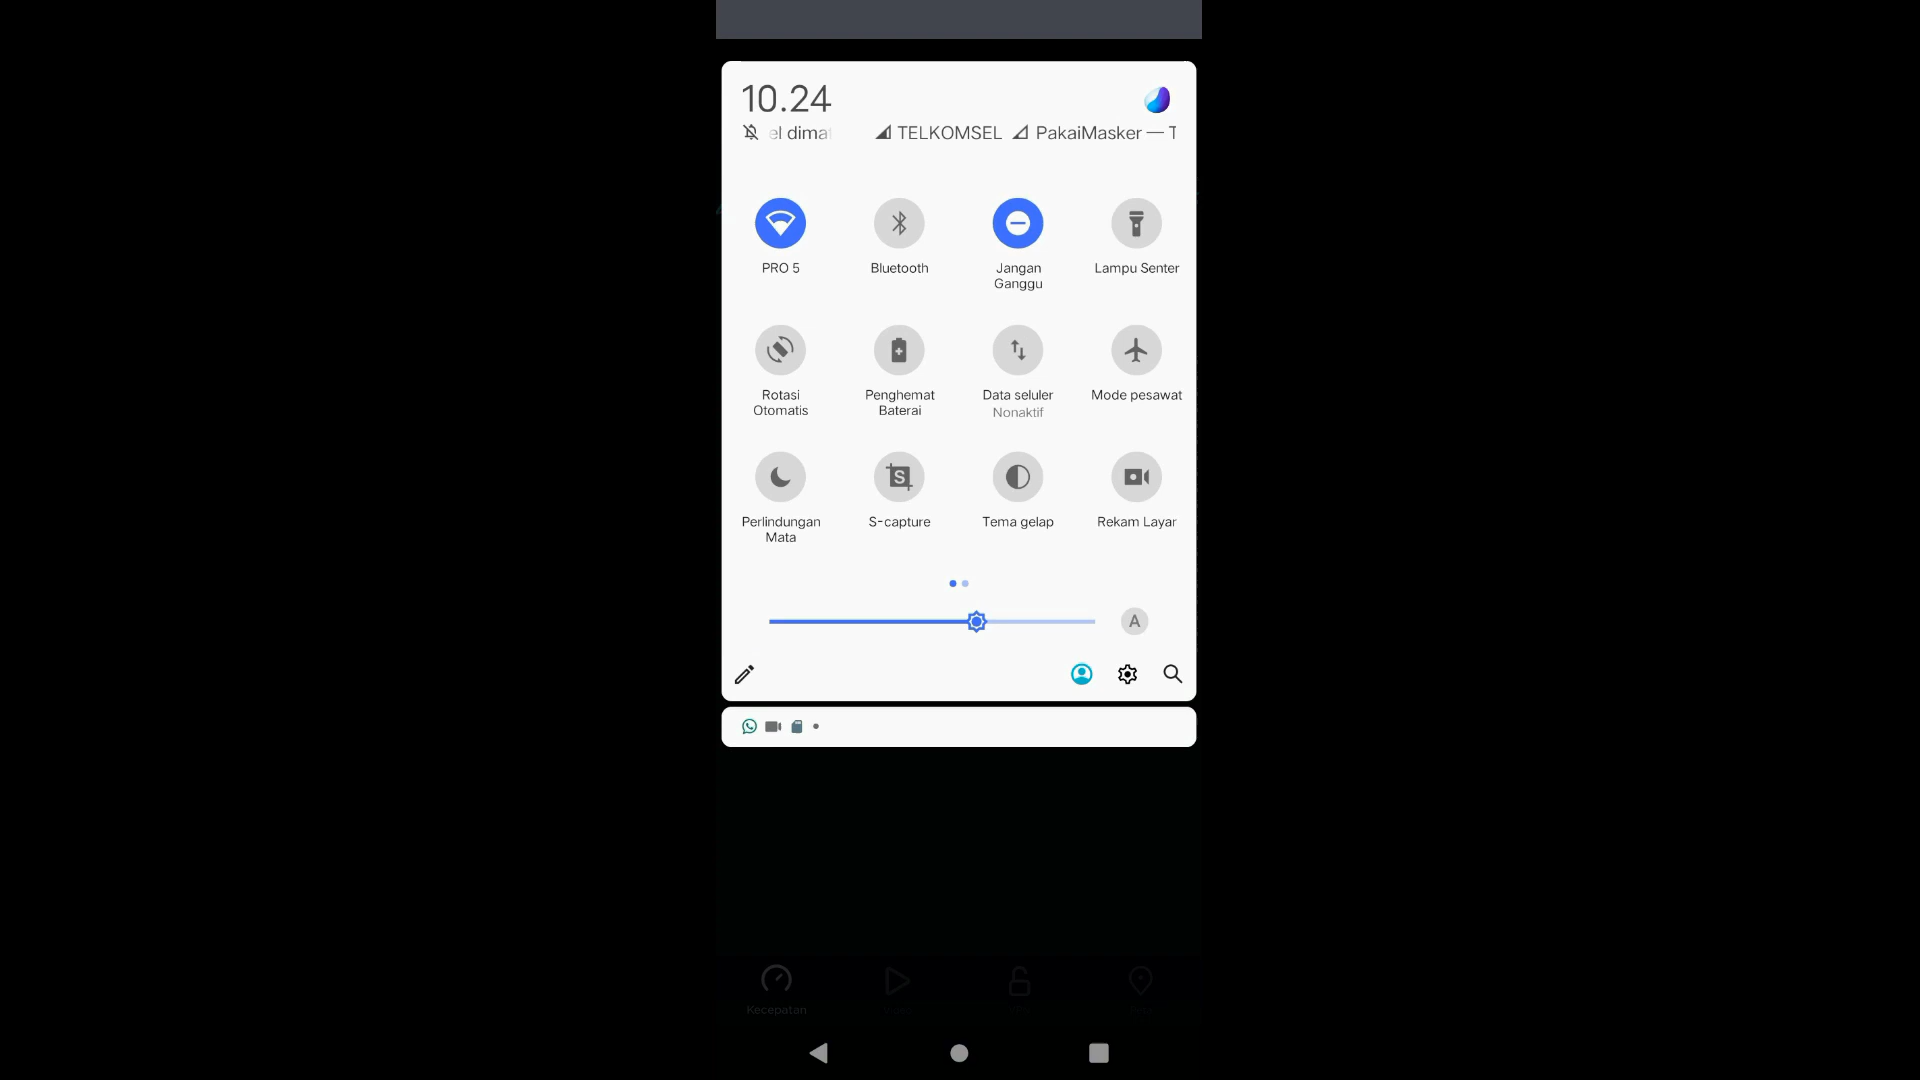 10.24
el dima TELKOMSEL PakaiMasker — T
PRO 5
Bluetooth
Jangan
Ganggu
Lampu Senter
Rotasi
Otomatis
Penghemat
Baterai
Data seluler
Nonaktif
Mode pesawat
Perlindungan
Mata
S-capture
S
Tema gelap
Rekam Layar
A
Kecepatan